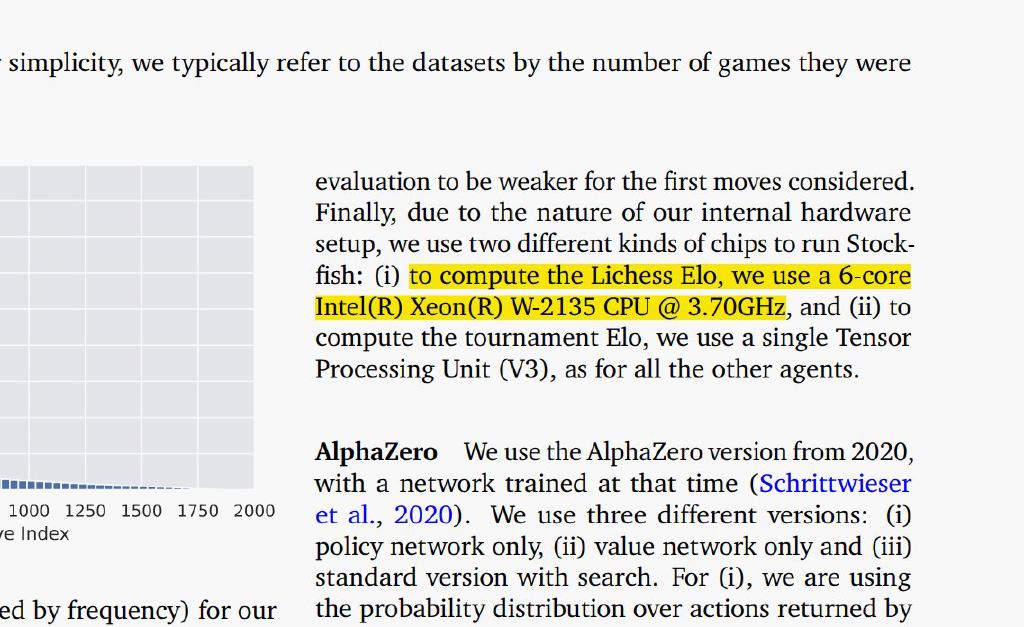 simplicity, we typically refer to the datasets by the number of games they were
1000 1250 1500 1750 2000
Index
ed by frequency) for our
evaluation to be weaker for the first moves considered.
Finally, due to the nature of our internal hardware
setup, we use two different kinds of chips to run Stock-
fish: (i) to compute the Lichess Elo, we use a 6-core
Intel(R) Xeon(R) W-2135 CPU @ 3.70GHz, and (ii) to
compute the tournament Elo, we use a single Tensor
Processing Unit (V3), as for all the other agents.
AlphaZero We use the AlphaZero version from 2020,
with a network trained at that time (Schrittwieser
et al., 2020). We use three different versions: (i)
policy network only, (ii) value network only and (iii)
standard version with search. For (i), we are using
the probability distribution over actions returned by